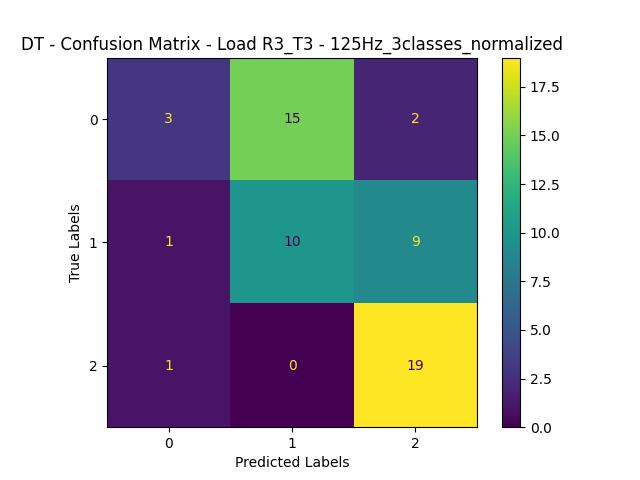 DT - Confusion Matrix - Load R3_T3 - 125Hz_3classes_normalized
17.5
0 3 15 2
15.0
12.5
True Labels
1 1 10 9
10.0
7.5
5.0
2 1 0 19
2.5
0.0
0 1 2
Predicted Labels